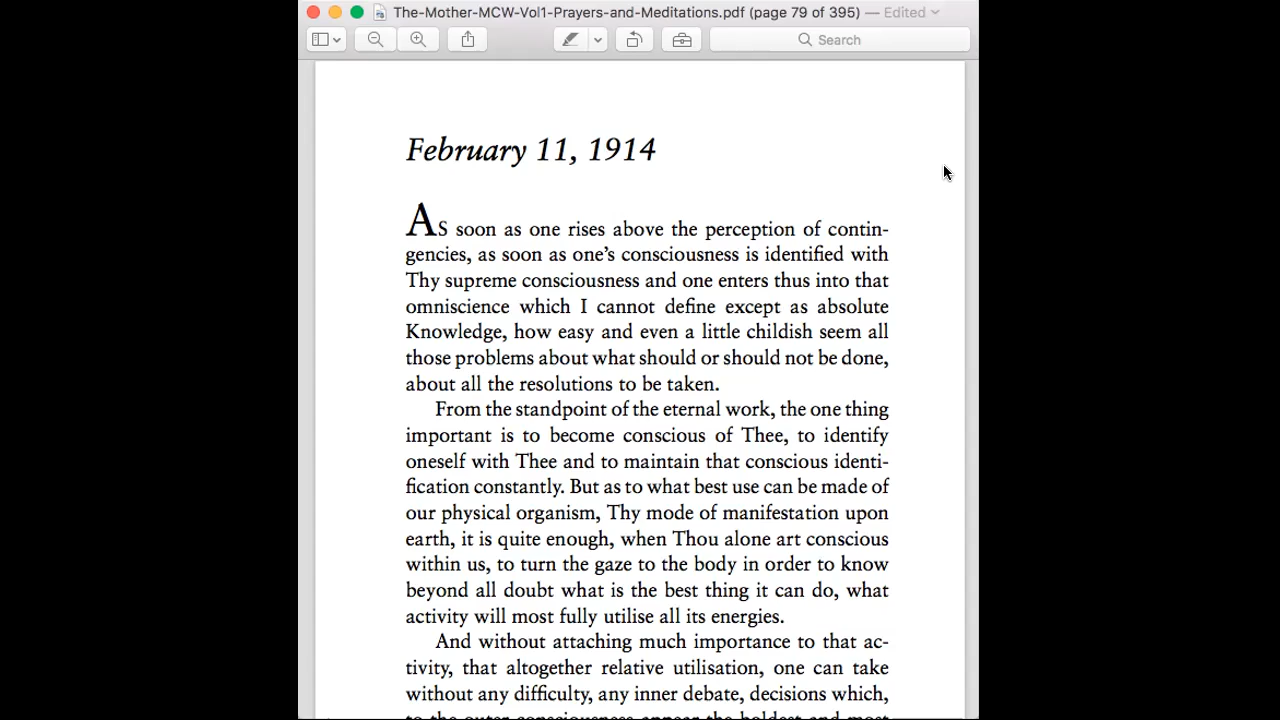 The-Mother-MCW-Vol1-Prayers-and-Meditations.pdf (page 79 of 395) — Edited
Search
February 11, 1914
As soon as one rises above the perception of contin-
gencies, as soon as one's consciousness is identified with
Thy supreme consciousness and one enters thus into that
omniscience which I cannot define except as absolute
Knowledge, how easy and even a little childish seem all
those problems about what should or should not be done,
about all the resolutions to be taken.
From the standpoint of the eternal work, the one thing
important is to become conscious of Thee, to identify
oneself with Thee and to maintain that conscious identi-
fication constantly. But as to what best use can be made of
our physical organism, Thy mode of manifestation upon
earth, it is quite enough, when Thou alone art conscious
within us, to turn the gaze to the body in order to know
beyond all doubt what is the best thing it can do, what
activity will most fully utilise all its energies.
And without attaching much importance to that ac-
tivity, that altogether relative utilisation, one can take
without any difficulty, any inner debate, decisions which,
to the outer consciousness appear the boldest and most